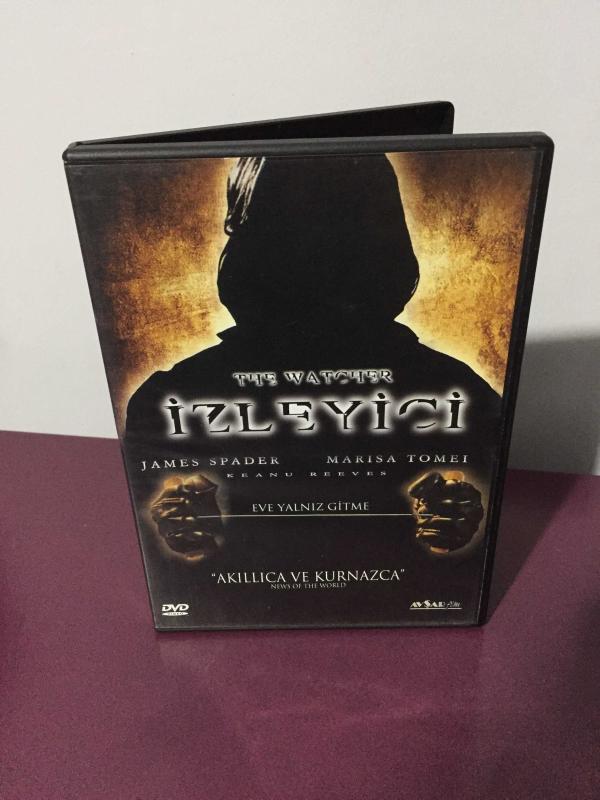 THE WATCHER
İZLEYİCİ
JAMES SPADER MARISA TOMEI
KEANU REEVES
EVE YALNIZ GİTME
"AKILLICA VE KURNAZCA"
NEWS OF THE WORLD
DVD
VIDEO
AVŞAR